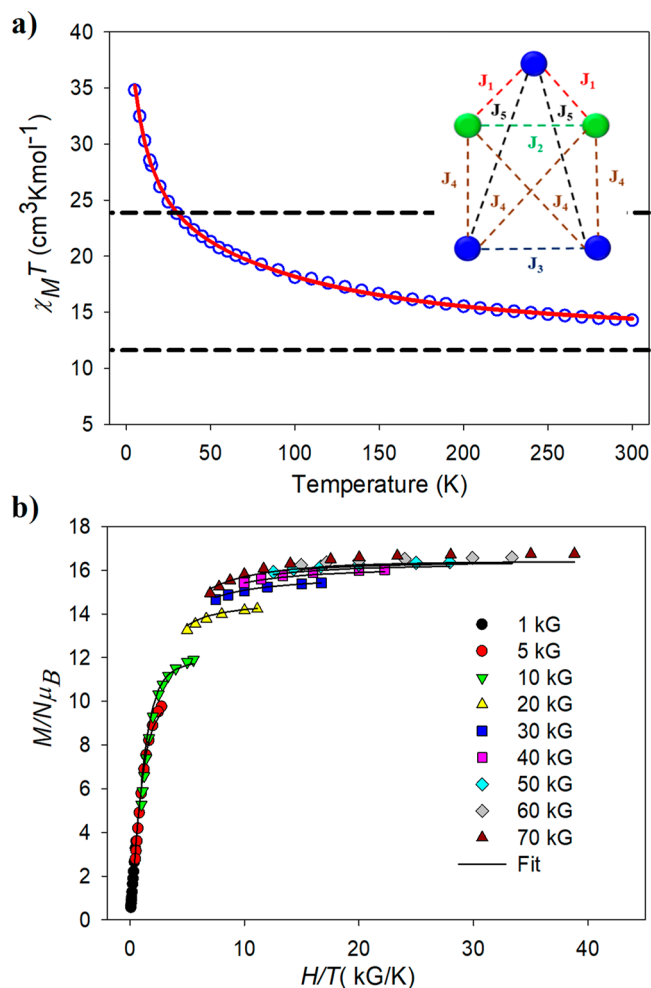 a)
40
35
30
25
20
15
10
5
χMT (cm³Kmol⁻¹)
J1 J1
J5 J5
J2
J4 J4 J4 J4
J3
0 50 100 150 200 250 300
Temperature (K)
b)
18
16
14
12
10
8
6
4
2
0
M/NμB
1 kG
5 kG
10 kG
20 kG
30 kG
40 kG
50 kG
60 kG
70 kG
Fit
0 10 20 30 40
H/T( kG/K)